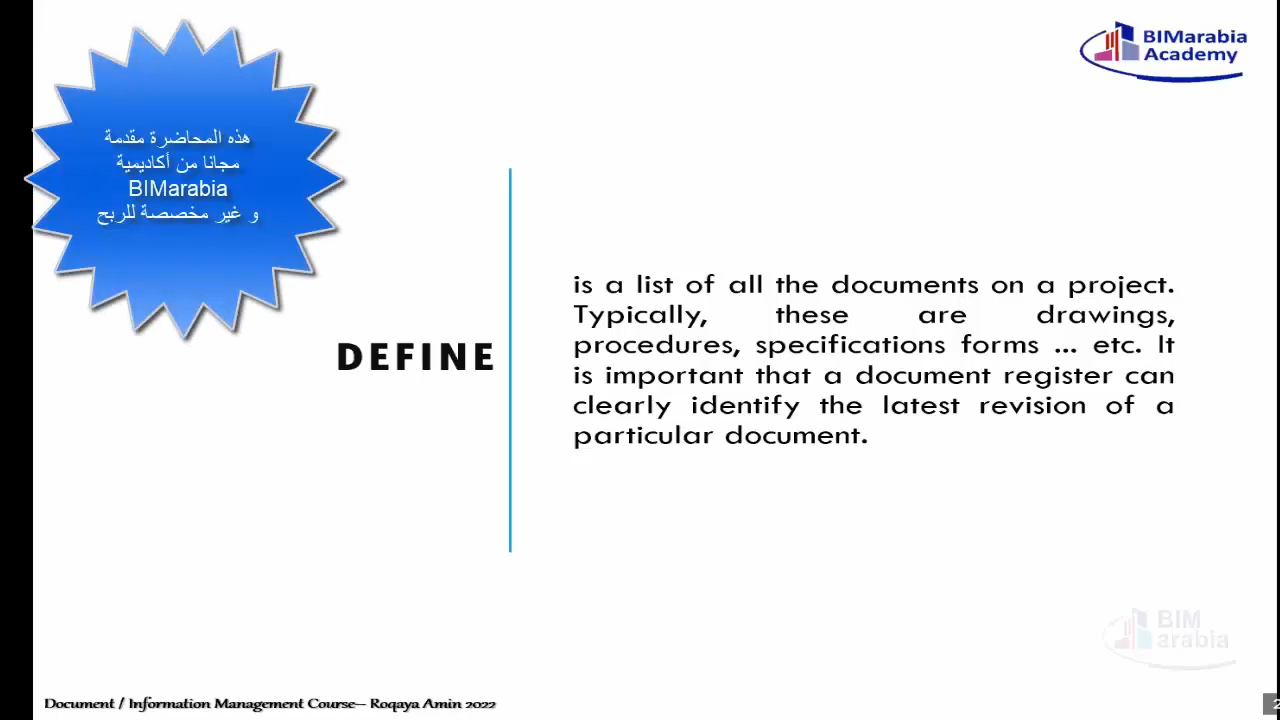 هذه المحاضرة مقدمة
مجانا من أكاديمية
BIMarabia
و غير مخصصة للربح
BIMarabia
Academy
DEFINE
is a list of all the documents on a project.
Typically, these are drawings,
procedures, specifications forms ... etc. It
is important that a document register can
clearly identify the latest revision of a
particular document.
BIM
arabia
Document / Information Management Course-- Roqaya Amin 2022
2